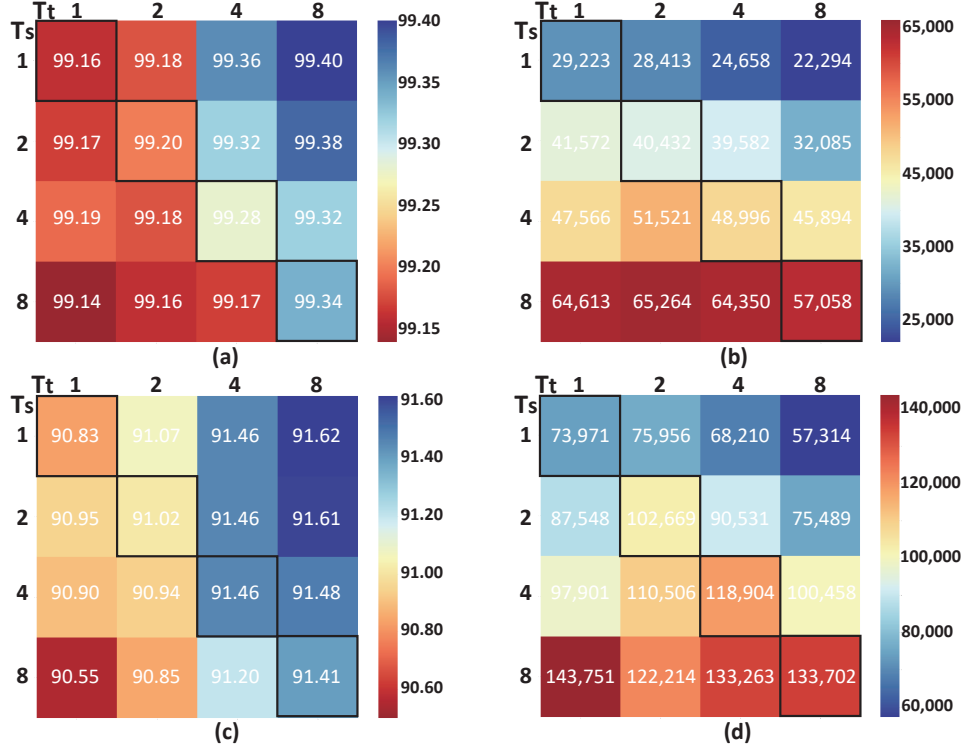 Tt 1 2 4 8 Tt 1 2 4 8
Ts Ts
99.40 65,000
1 99.16 99.18 99.36 99.40 1 29,223 28,413 24,658 22,294
99.35 55,000
2 99.17 99.20 99.32 99.38 99.30 2 41,572 40,432 39,582 32,085
45,000
99.25
4 99.19 99.18 99.28 99.32 4 47,566 51,521 48,996 45,894 35,000
99.20
8 99.14 99.16 99.17 99.34 8 64,613 65,264 64,350 57,058
99.15 25,000
(a) (b)
Tt 1 2 4 8 Tt 1 2 4 8
Ts 91.60 Ts 140,000
1 90.83 91.07 91.46 91.62 1 73,971 75,956 68,210 57,314
91.40 120,000
2 90.95 91.02 91.46 91.61 91.20 2 87,548 102,669 90,531 75,489
91.00 100,000
4 90.90 90.94 91.46 91.48 4 97,901 110,506 118,904 100,458
90.80 80,000
8 90.55 90.85 91.20 91.41 90.60 8 143,751 122,214 133,263 133,702
60,000
(c) (d)